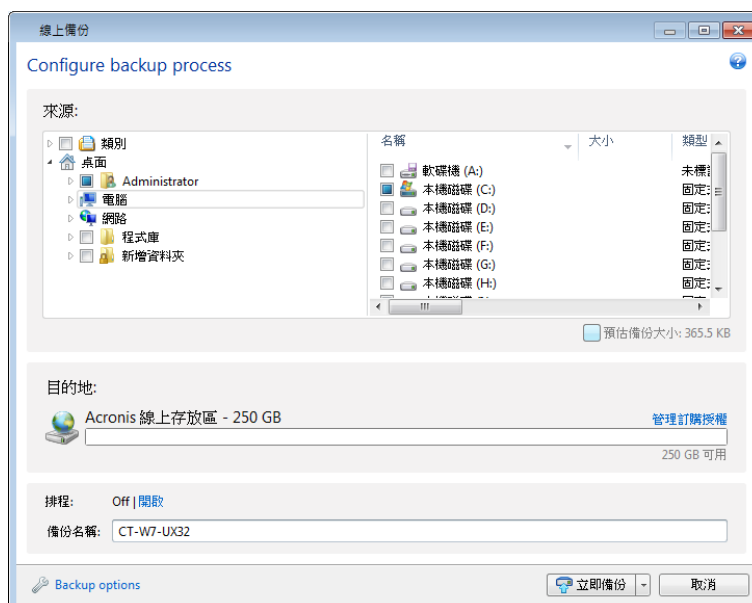 線上備份
Configure backup process
來源:
類別
桌面
Administrator
電腦
網路
程式庫
新增資料夾
名稱 大小 類型
軟碟機 (A:) 未標
本機磁碟 (C:) 固定
本機磁碟 (D:) 固定
本機磁碟 (E:) 固定
本機磁碟 (F:) 固定
本機磁碟 (G:) 固定
本機磁碟 (H:) 固定
預估備份大小: 365.5 KB
目的地:
Acronis 線上存放區 - 250 GB 管理訂購授權
250 GB 可用
排程: Off | 開啟
備份名稱: CT-W7-UX32
Backup options 立即備份 取消